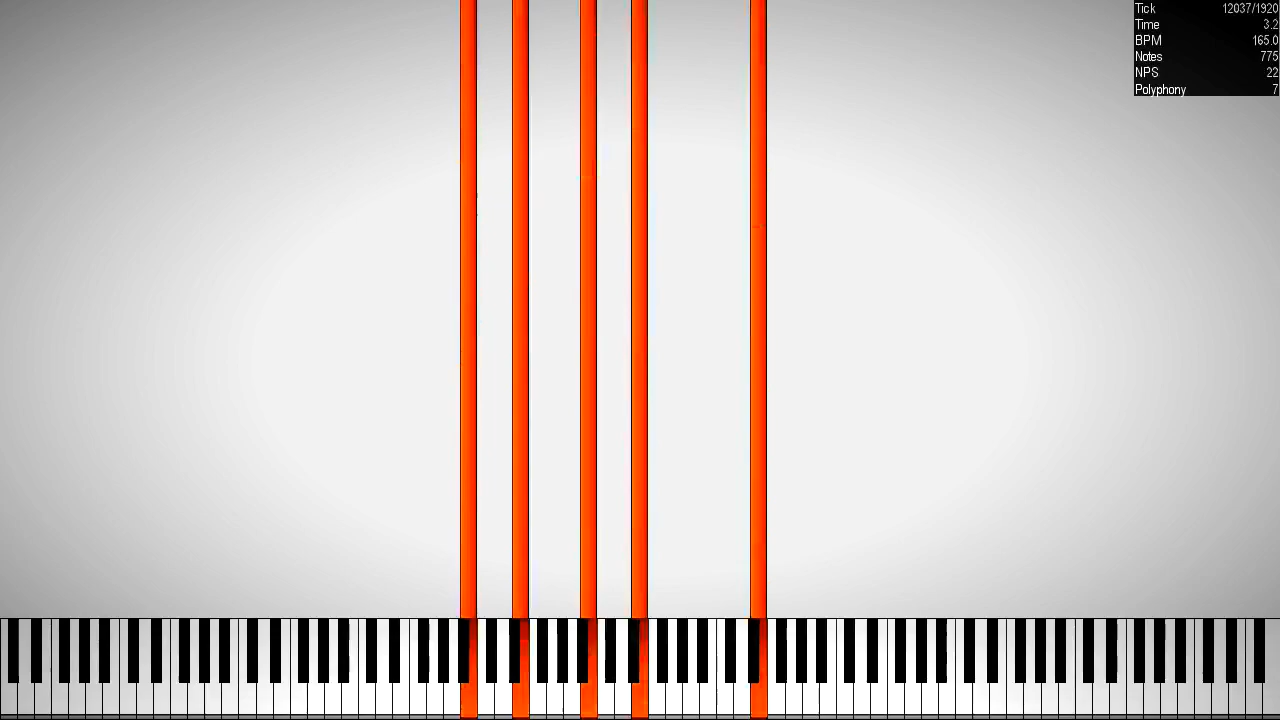 Tick 12037/1920
Time 3.2
BPM 165.0
Notes 775
NPS 22
Polyphony 7